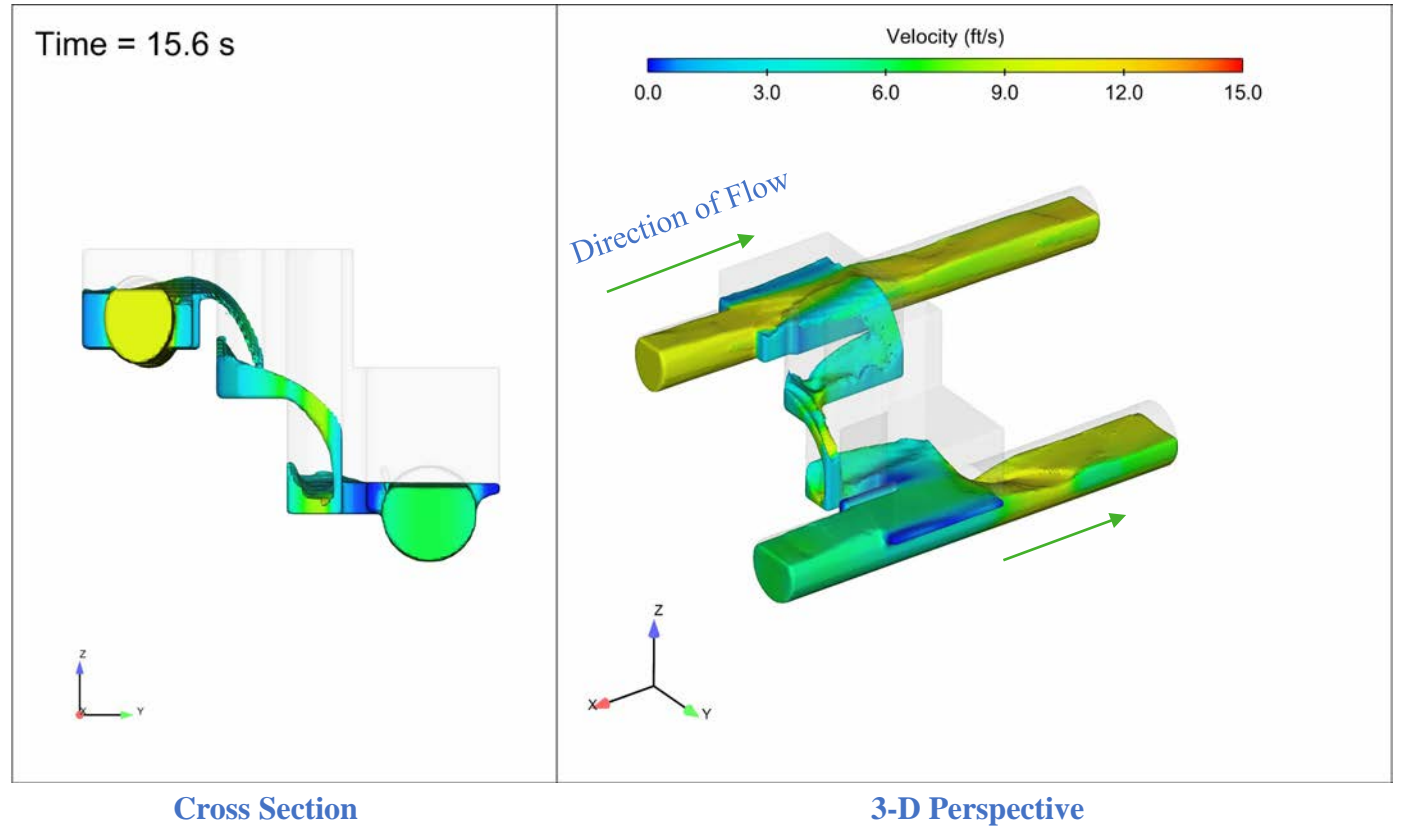 Time = 15.6 s
Velocity (ft/s)
0.0 3.0 6.0 9.0 12.0 15.0
Direction of Flow
Z
X Y
Z
X
Y
Cross Section
3-D Perspective